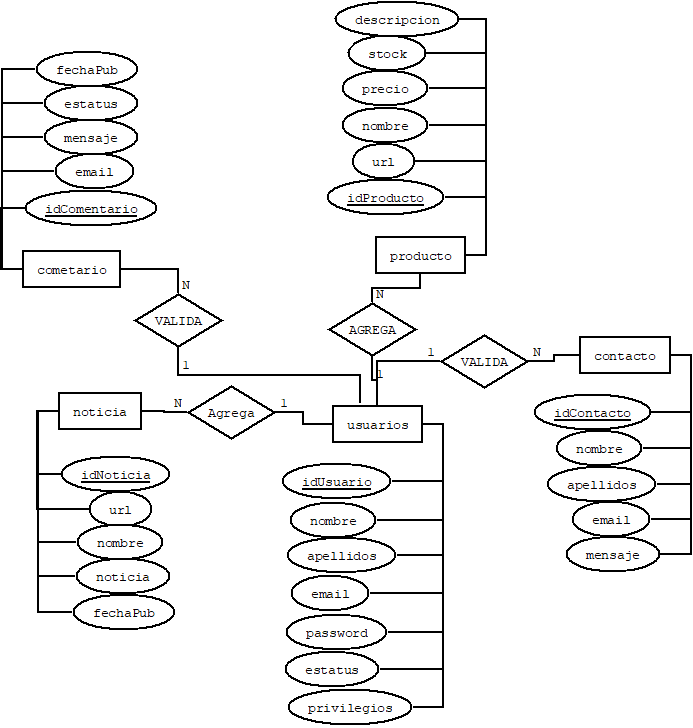 descripcion
stock
precio
nombre
url
idProducto
producto
fechaPub
estatus
mensaje
email
idComentario
cometario
N
VALIDA
1
N
AGREGA
1
1
VALIDA
N
contacto
idContacto
nombre
apellidos
email
mensaje
noticia
N
Agrega
1
usuarios
idNoticia
url
nombre
noticia
fechaPub
idUsuario
nombre
apellidos
email
password
estatus
privilegios